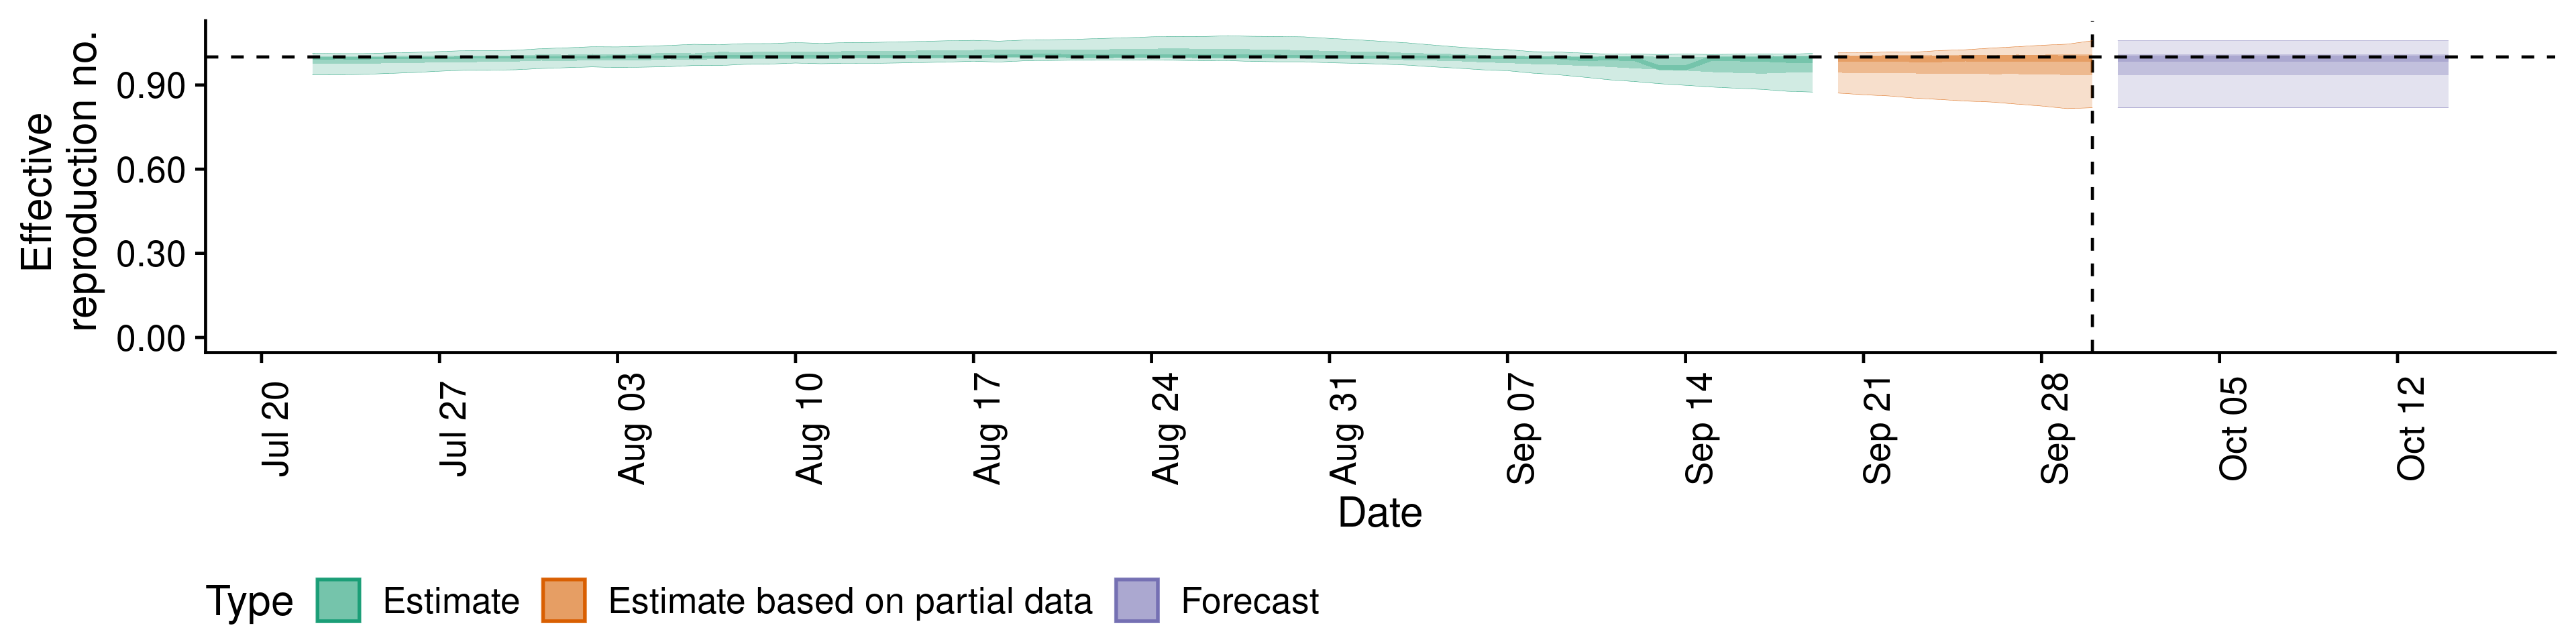 Effective
reproduction no.
0.90
0.60
0.30
0.00
Jul 20
Jul 27
Aug 03
Aug 10
Aug 17
Aug 24
Aug 31
Sep 07
Sep 14
Sep 21
Sep 28
Oct 05
Oct 12
Date
Type Estimate Estimate based on partial data Forecast